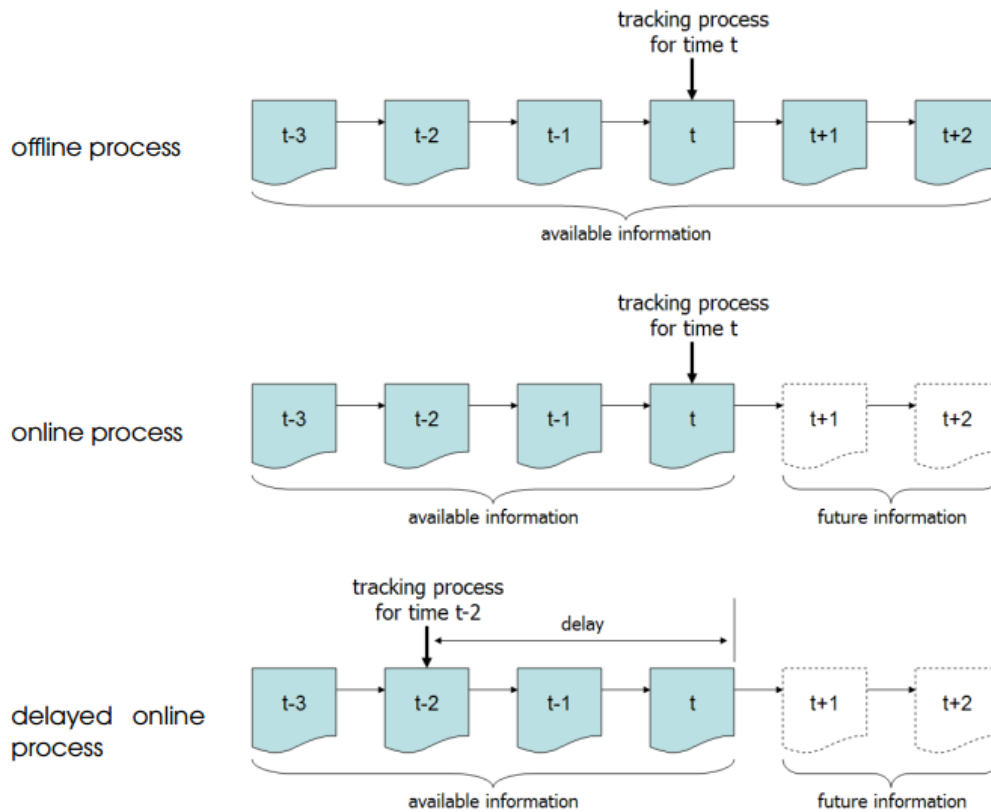 tracking process
for time t
offline process
t-3 t-2 t-1 t t+1 t+2
available information
tracking process
for time t
online process
t-3 t-2 t-1 t t+1 t+2
available information future information
tracking process
for time t-2
delay
delayed online
process
t-3 t-2 t-1 t t+1 t+2
available information future information